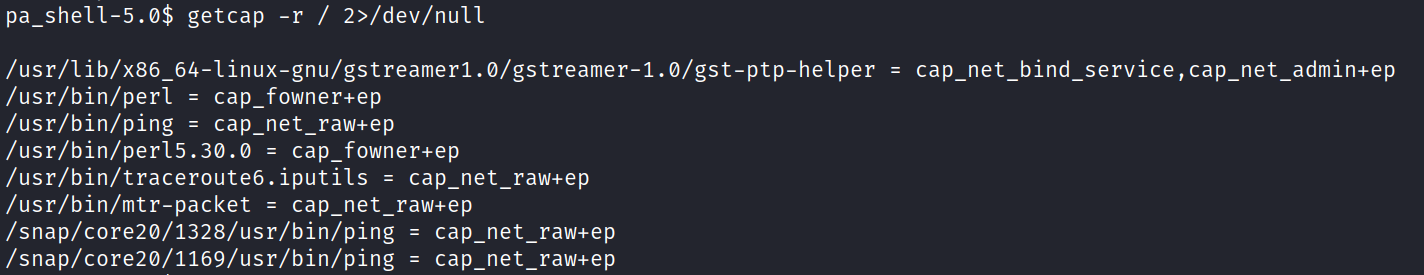 pa_shell-5.0$ getcap -r / 2>/dev/null
/usr/lib/x86_64-linux-gnu/gstreamer1.0/gstreamer-1.0/gst-ptp-helper = cap_net_bind_service,cap_net_admin+ep
/usr/bin/perl = cap_fowner+ep
/usr/bin/ping = cap_net_raw+ep
/usr/bin/perl5.30.0 = cap_fowner+ep
/usr/bin/traceroute6.iputils = cap_net_raw+ep
/usr/bin/mtr-packet = cap_net_raw+ep
/snap/core20/1328/usr/bin/ping = cap_net_raw+ep
/snap/core20/1169/usr/bin/ping = cap_net_raw+ep